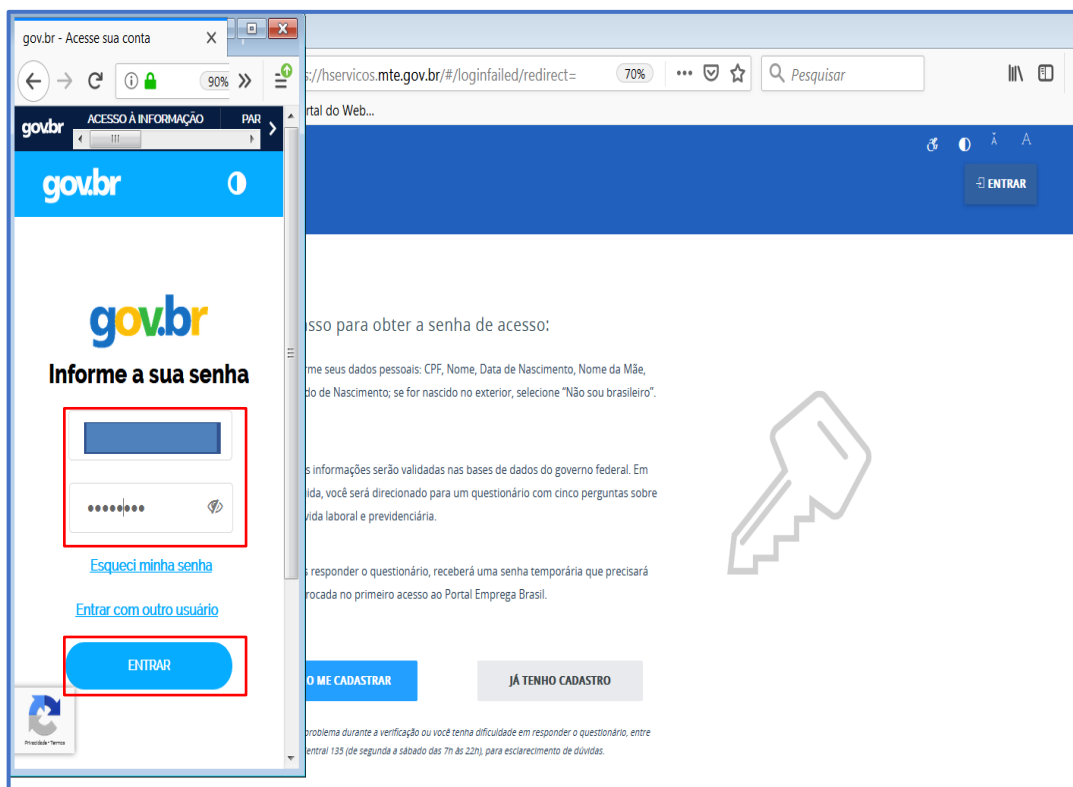 gov.br - Acesse sua conta
90%
gov.br
ACESSO À INFORMAÇÃO
PAR
gov.br
gov.br
Informe a sua senha
Esqueci minha senha
Entrar com outro usuário
ENTRAR
Privacidade - Termos
s://hservicos.mte.gov.br/#/loginfailed/redirect=
70%
Pesquisar
rtal do Web...
A
A
ENTRAR
sso para obter a senha de acesso:
rme seus dados pessoais: CPF, Nome, Data de Nascimento, Nome da Mãe,
do de Nascimento; se for nascido no exterior, selecione "Não sou brasileiro".
s informações serão validadas nas bases de dados do governo federal. Em
ida, você será direcionado para um questionário com cinco perguntas sobre
vida laboral e previdenciária.
s responder o questionário, receberá uma senha temporária que precisará
rocada no primeiro acesso ao Portal Emprega Brasil.
O ME CADASTRAR
JÁ TENHO CADASTRO
problema durante a verificação ou você tenha dificuldade em responder o questionário, entre
entral 135 (de segunda a sábado das 7h às 22h), para esclarecimento de dúvidas.